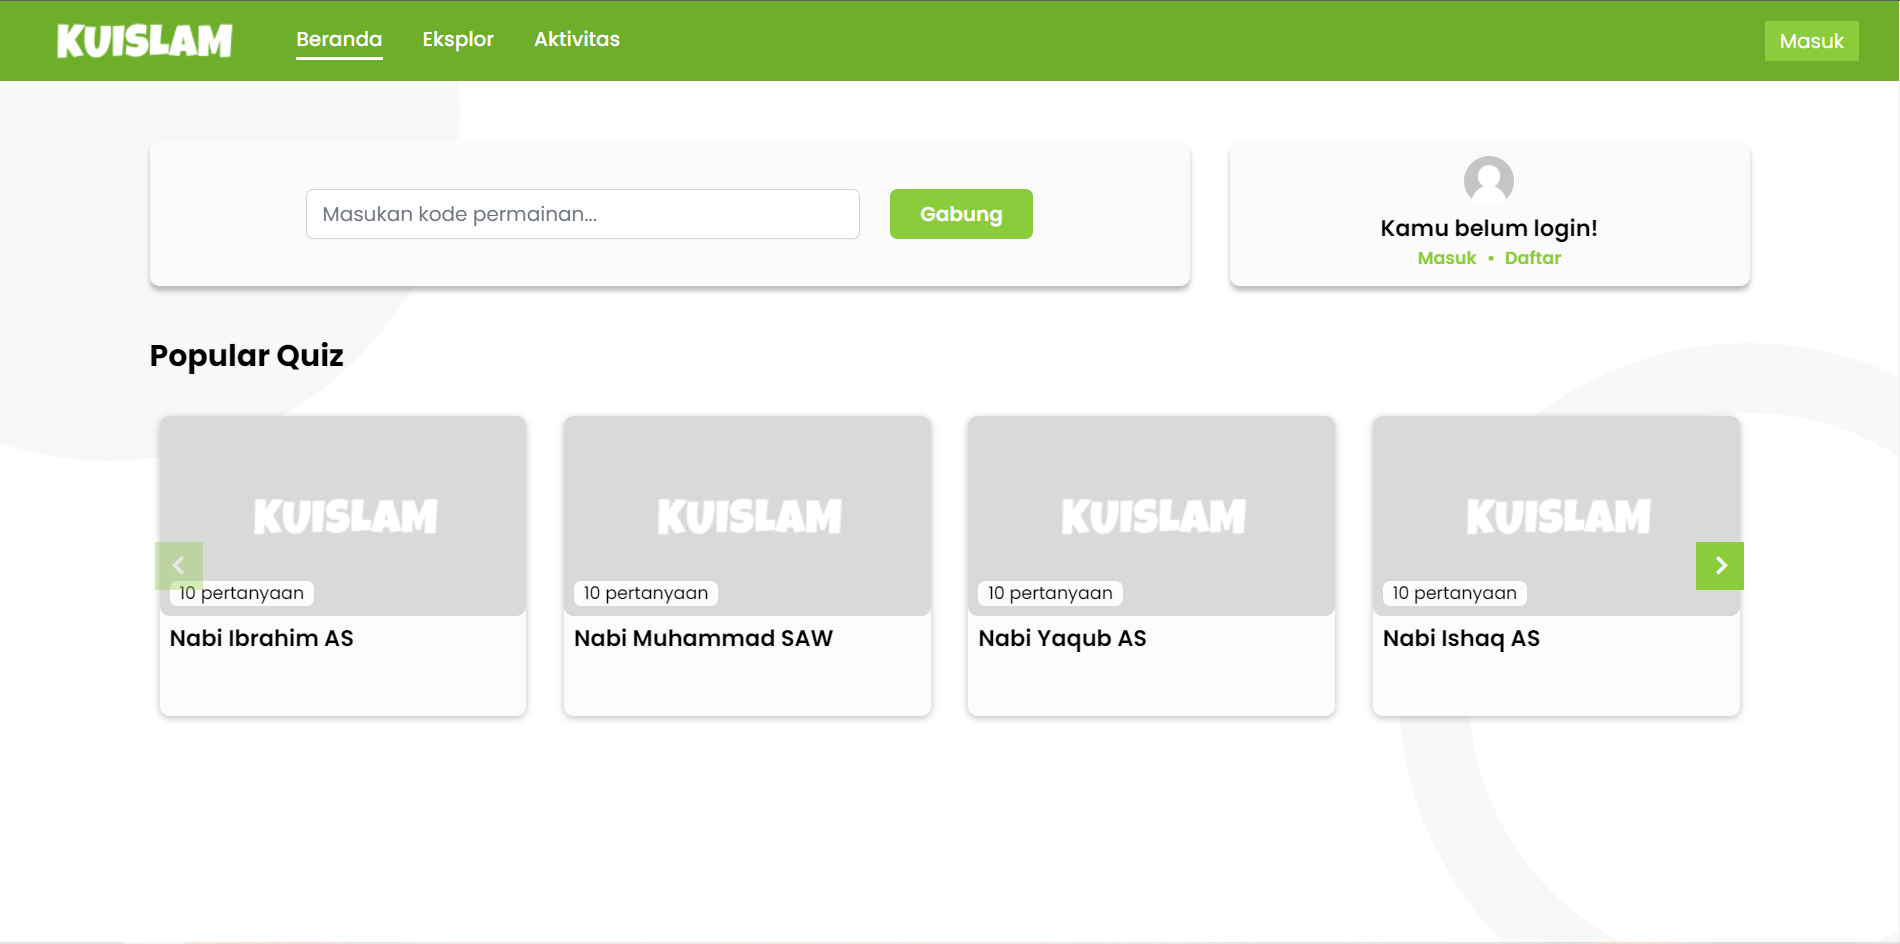 KUISLAM
Beranda
Eksplor
Aktivitas
Masuk
Masukan kode permainan...
Gabung
Kamu belum login!
Masuk • Daftar
Popular Quiz
KUISLAM
10 pertanyaan
Nabi Ibrahim AS
KUISLAM
10 pertanyaan
Nabi Muhammad SAW
KUISLAM
10 pertanyaan
Nabi Yaqub AS
KUISLAM
10 pertanyaan
Nabi Ishaq AS